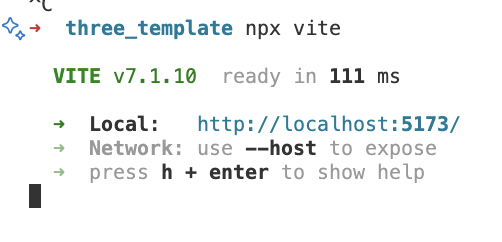 ^C
→ three_template npx vite
VITE v7.1.10 ready in 111 ms
➜ Local: http://localhost:5173/
➜ Network: use --host to expose
➜ press h + enter to show help